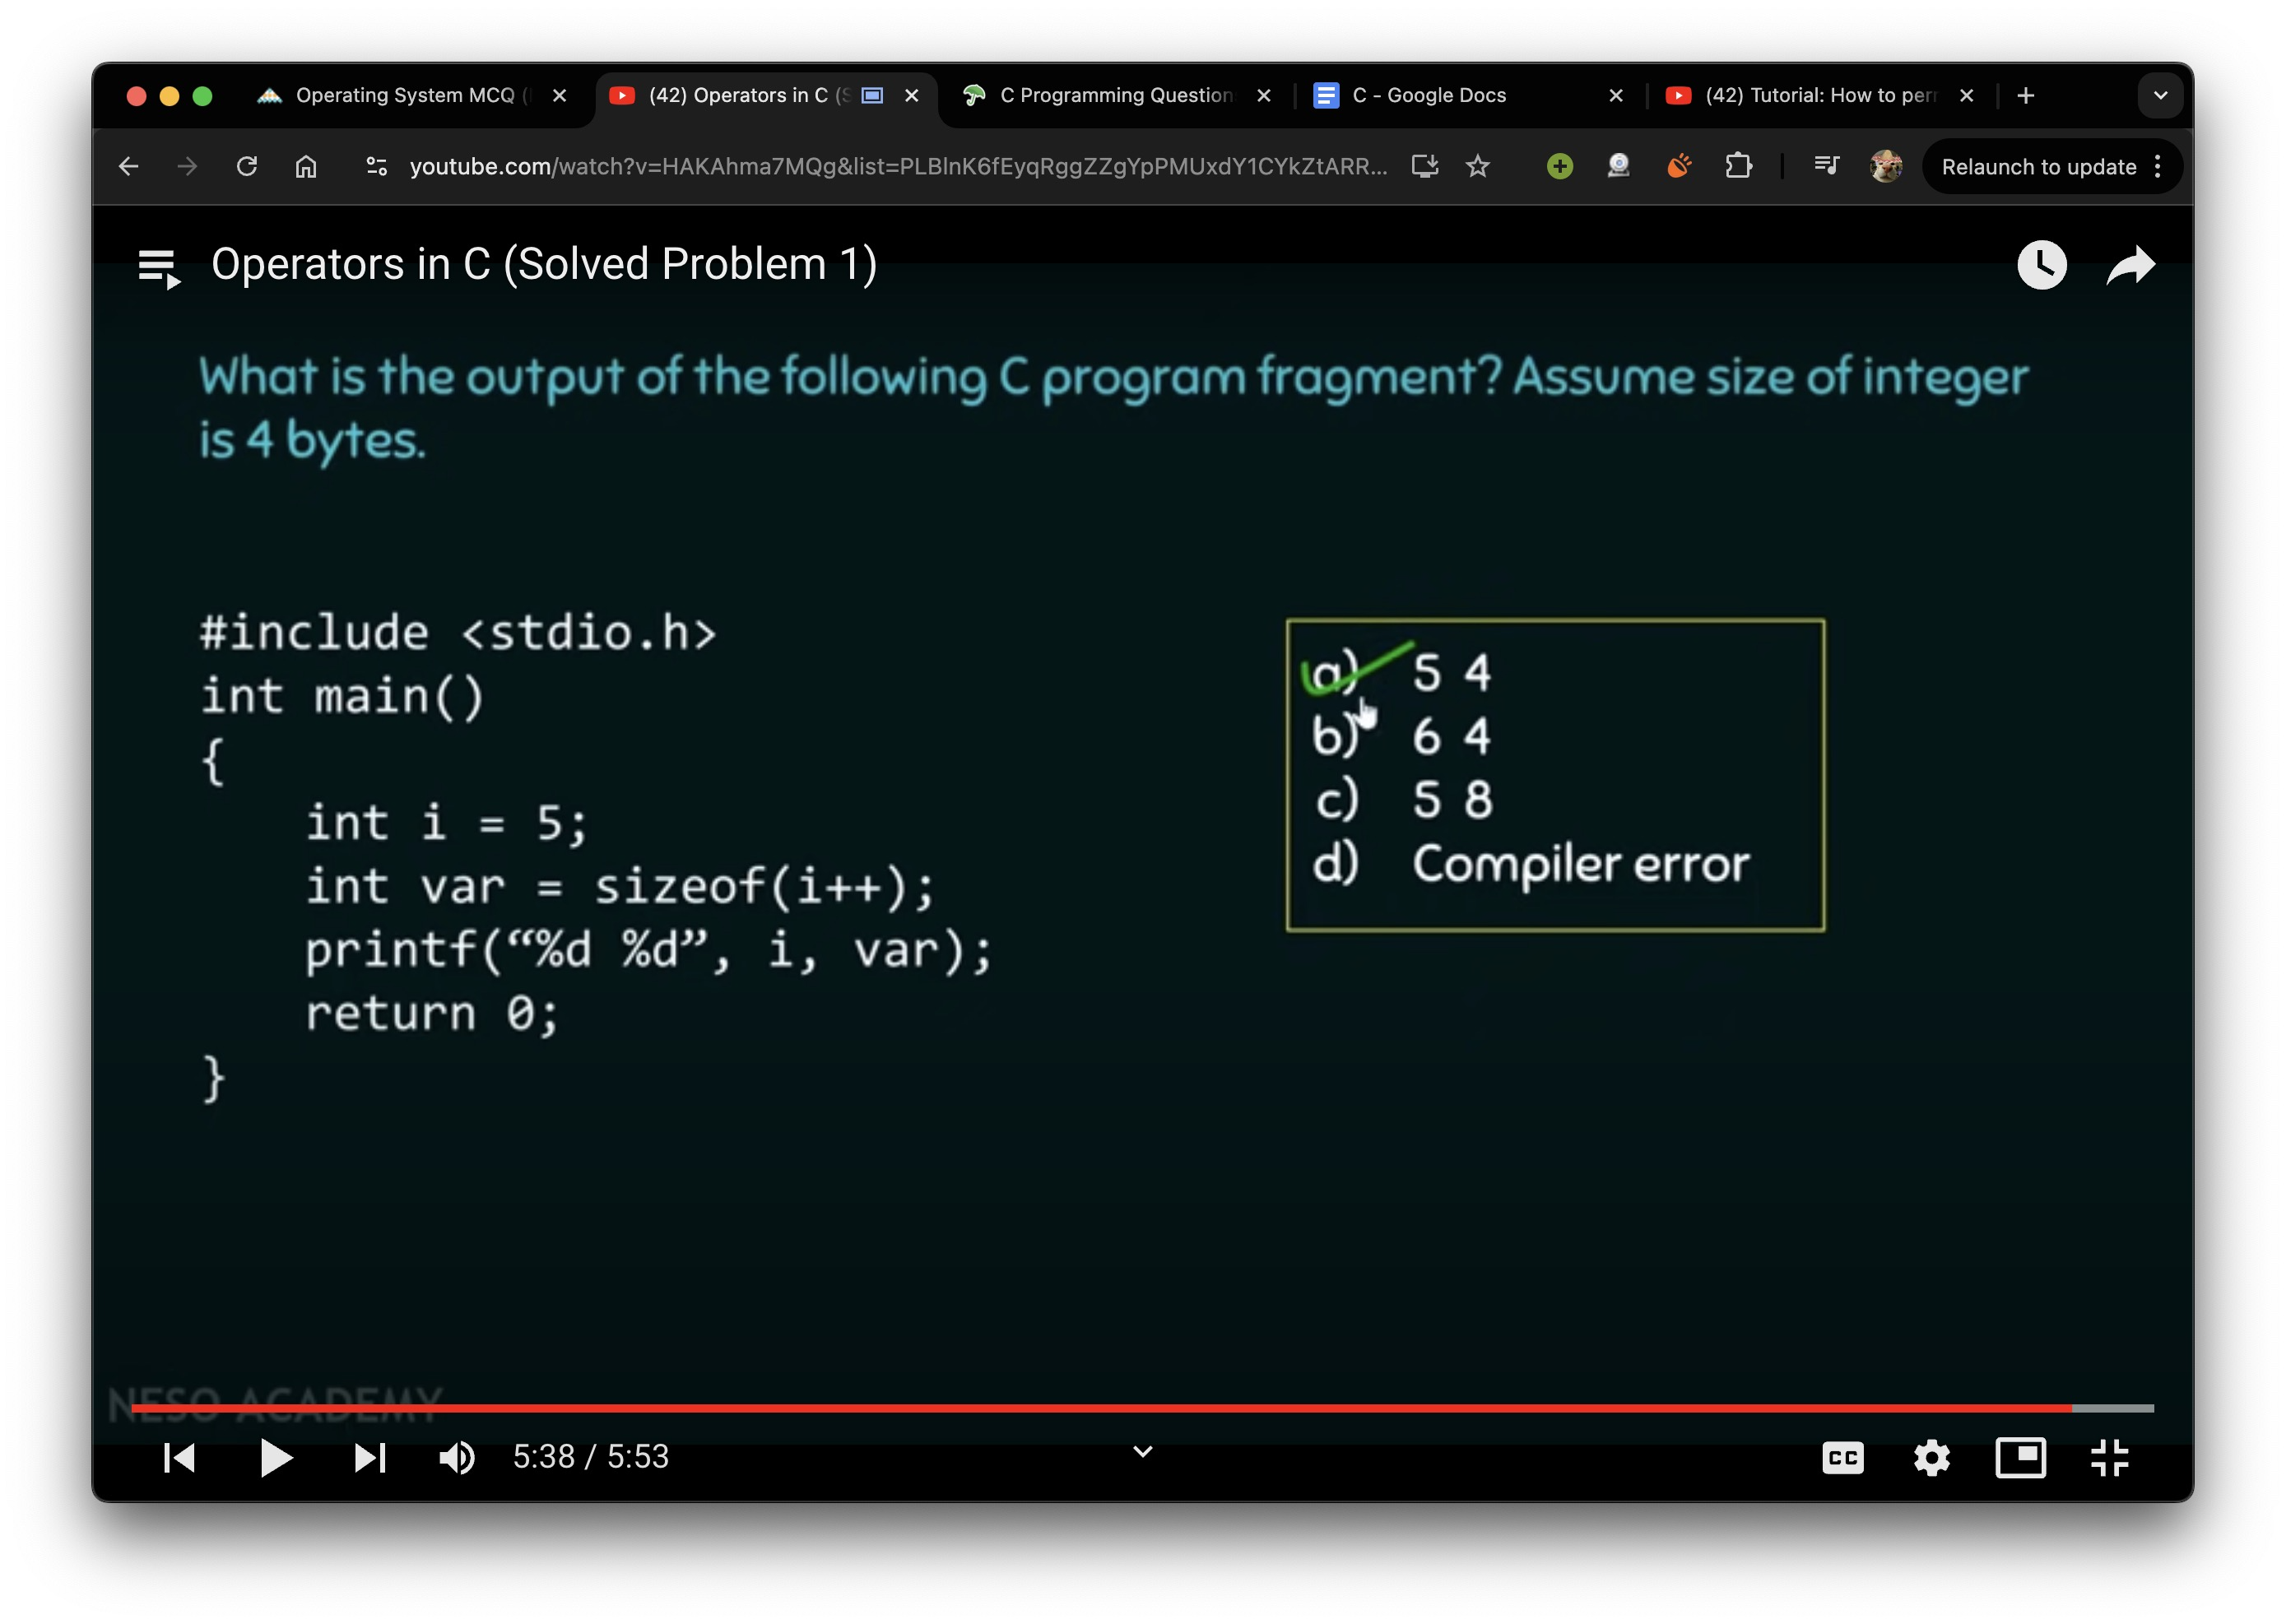 Operating System MCQ (
(42) Operators in C (S
C Programming Question
C - Google Docs
(42) Tutorial: How to per
youtube.com/watch?v=HAKAhma7MQg&list=PLBlnK6fEyqRggZZgYpPMUxdY1CYkZtARR...
Relaunch to update
Operators in C (Solved Problem 1)
What is the output of the following C program fragment? Assume size of integer
is 4 bytes.
#include <stdio.h>
int main()
{
int i = 5;
int var = sizeof(i++);
printf(“%d %d”, i, var);
return 0;
}
a) 5 4
b) 6 4
c) 5 8
d) Compiler error
NESO ACADEMY
5:38 / 5:53
CC